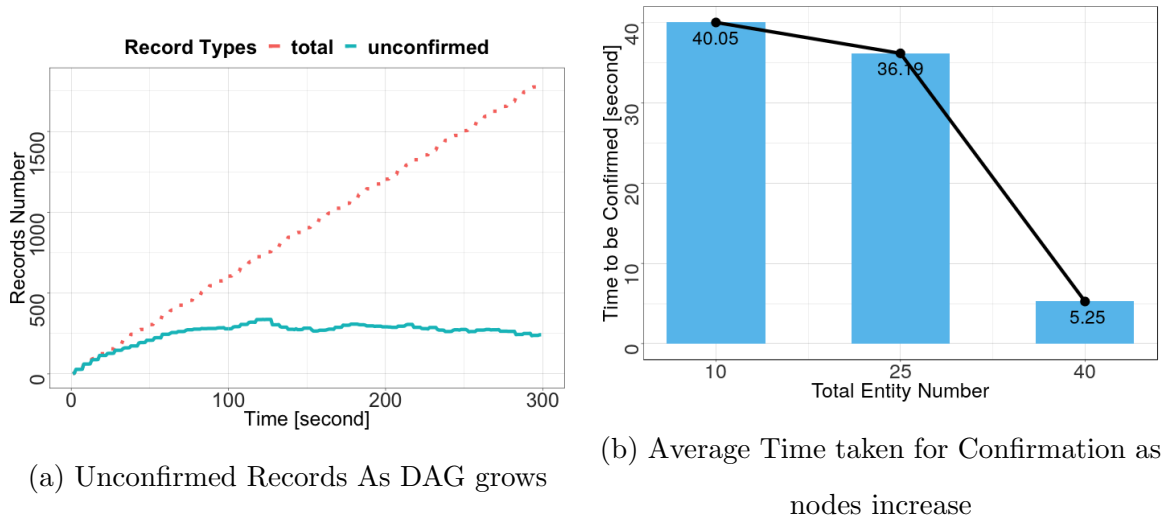 Record Types total unconfirmed
Records Number
1500
1000
500
0
0 100 200 300
Time [second]
(a) Unconfirmed Records As DAG grows
Time to be Confirmed [second]
40
30
20
10
0
40.05
36.19
5.25
10 25 40
Total Entity Number
(b) Average Time taken for Confirmation as
nodes increase